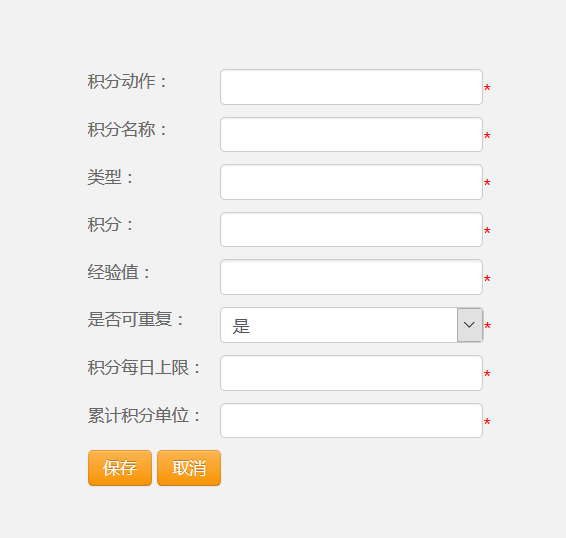 积分动作：
*
积分名称：
*
类型：
*
积分：
*
经验值：
*
是否可重复： 是
*
积分每日上限：
*
累计积分单位：
*
保存 取消